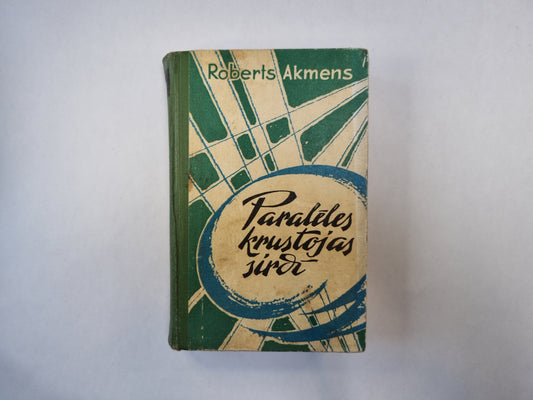 Roberts Akmens
Paralēles
krustojas
sirdī